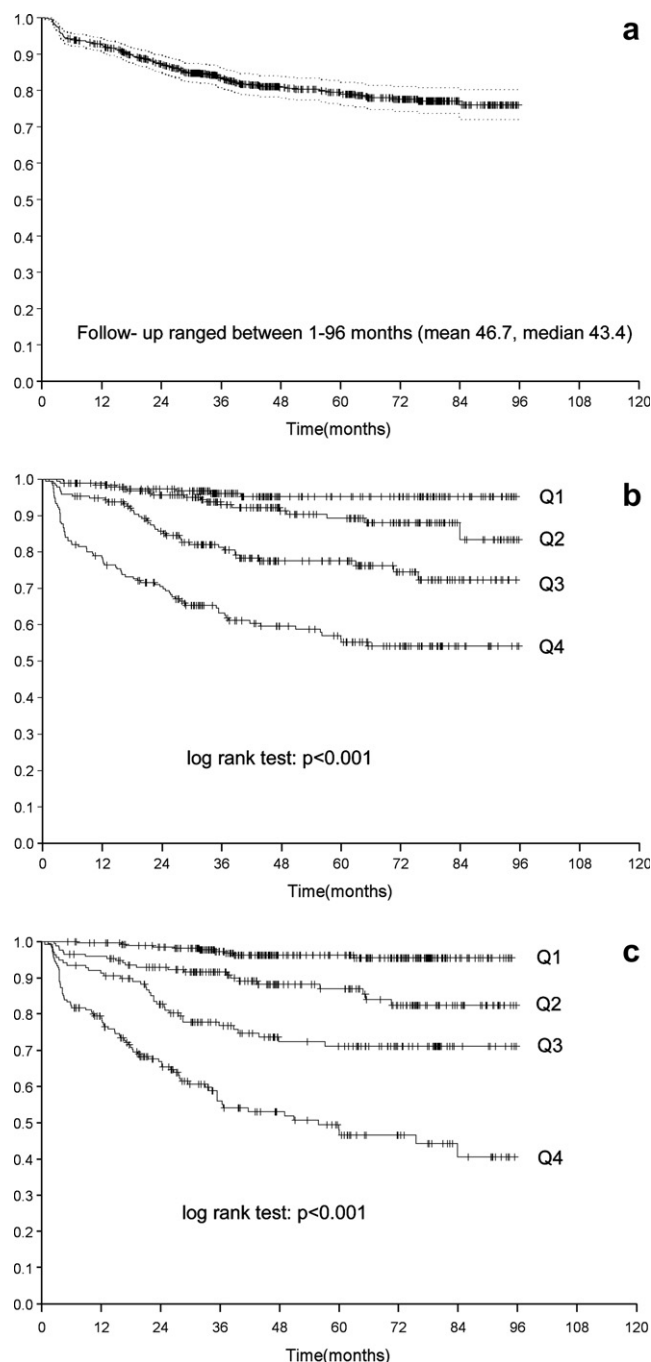 a
1.0
0.9
0.8
0.7
0.6
0.5
0.4
0.3
0.2
0.1
0.0
Follow- up ranged between 1-96 months (mean 46.7, median 43.4)
0 12 24 36 48 60 72 84 96 108 120
Time(months)
b
1.0
0.9
0.8
0.7
0.6
0.5
0.4
0.3
0.2
0.1
0.0
Q1
Q2
Q3
Q4
log rank test: p<0.001
0 12 24 36 48 60 72 84 96 108 120
Time(months)
c
1.0
0.9
0.8
0.7
0.6
0.5
0.4
0.3
0.2
0.1
0.0
Q1
Q2
Q3
Q4
log rank test: p<0.001
0 12 24 36 48 60 72 84 96 108 120
Time(months)